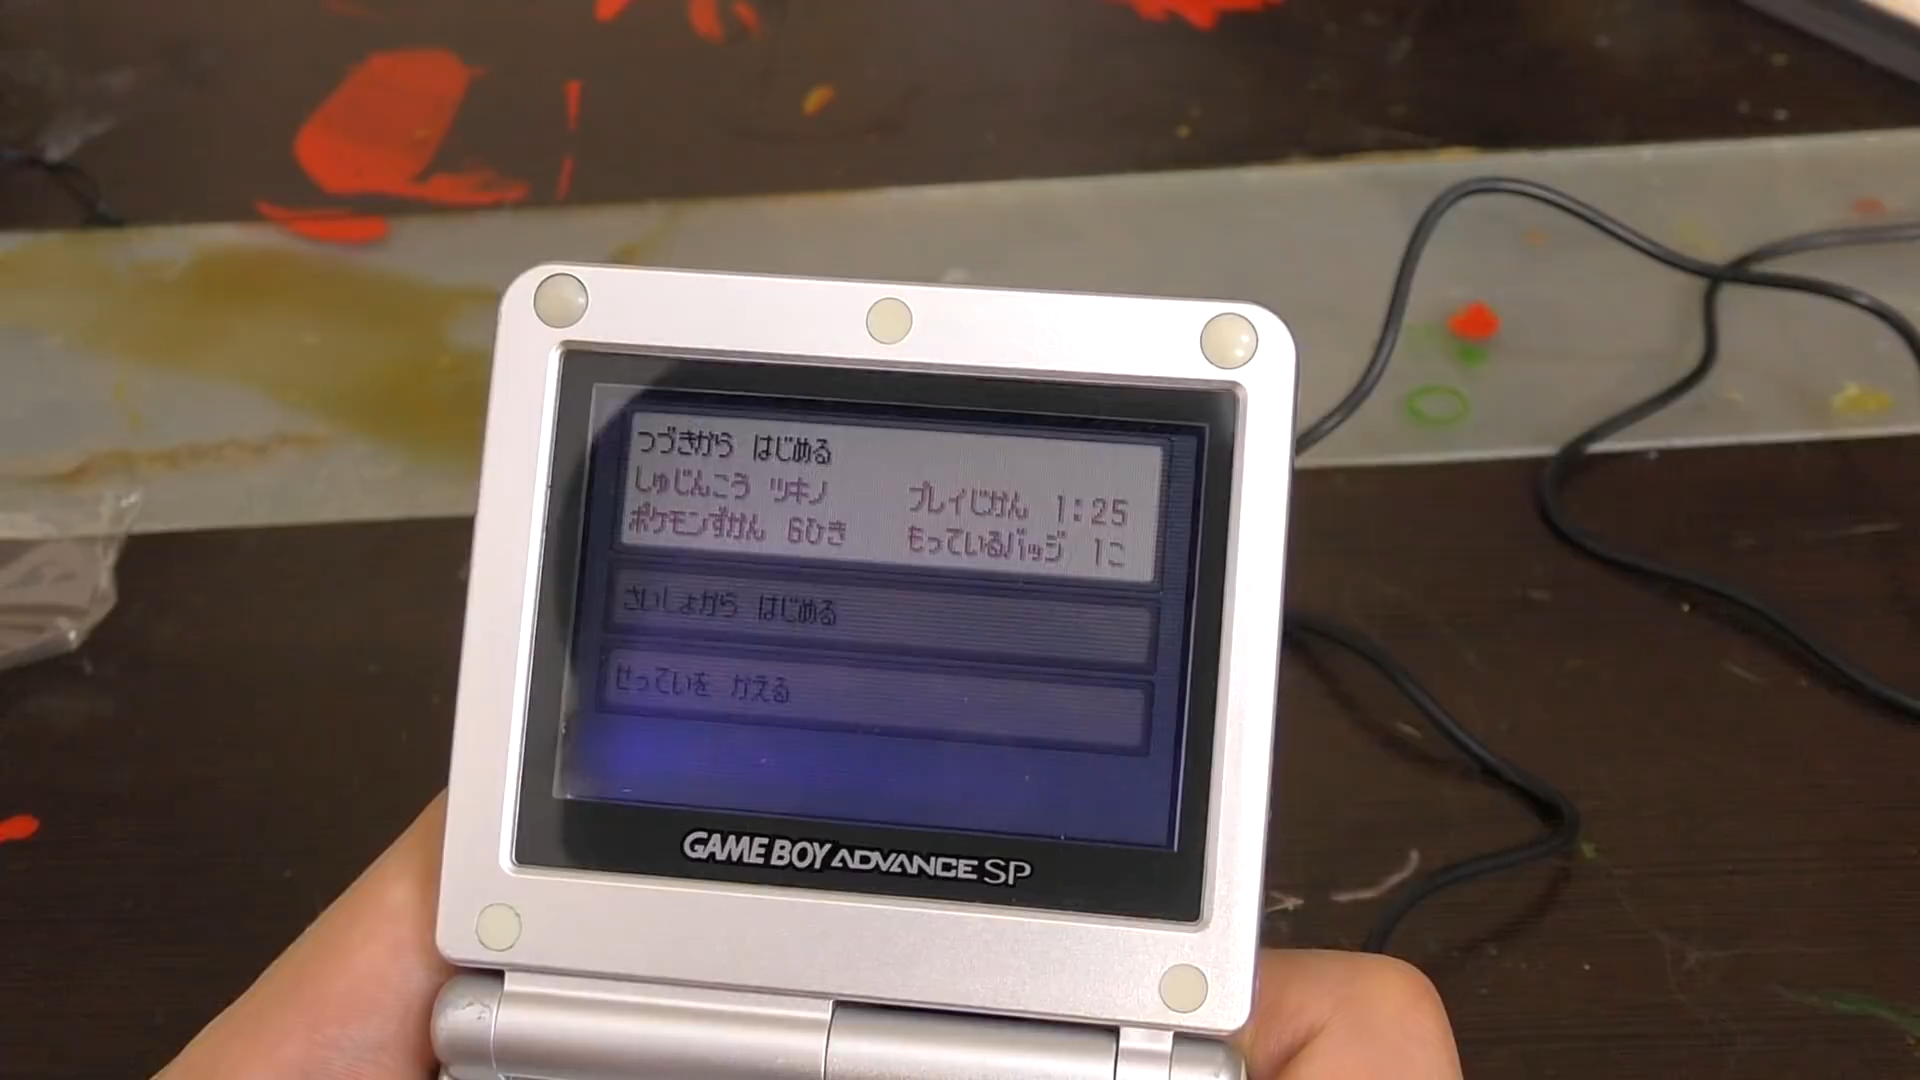 つづきから はじめる
しゅじんこう ツキノ プレイじかん 1:25
ポケモンずかん 6ひき もっているバッジ 1こ
さいしょから はじめる
せっていを かえる
GAME BOY ADVANCE SP